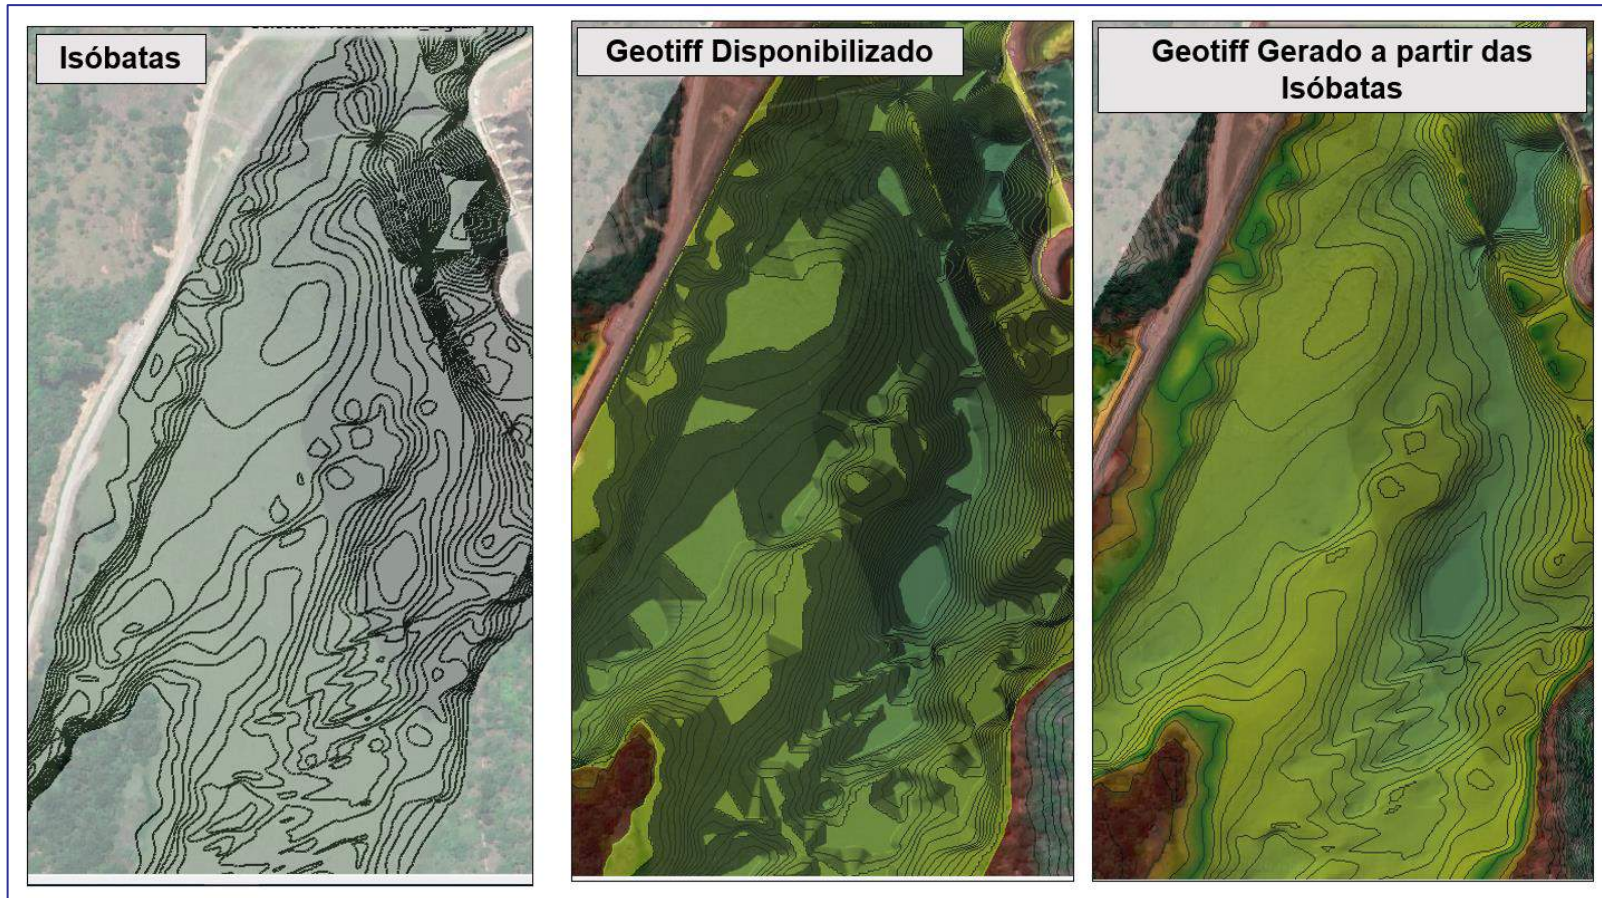 Isóbatas
Geotiff Disponibilizado
Geotiff Gerado a partir das
Isóbatas